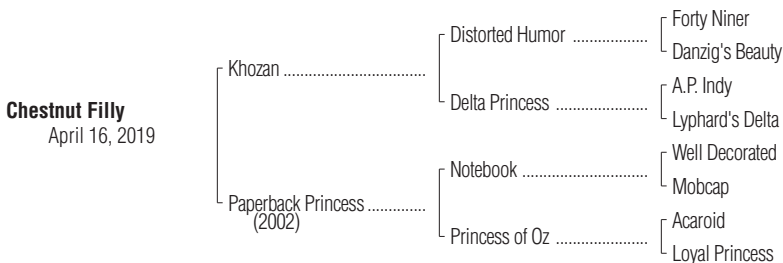 Forty Niner
Distorted Humor
Danzig's Beauty
Khozan
A.P. Indy
Delta Princess
Lyphard's Delta
Chestnut Filly
April 16, 2019
Well Decorated
Notebook
Mobcap
Paperback Princess
(2002)
Acaroid
Princess of Oz
Loyal Princess